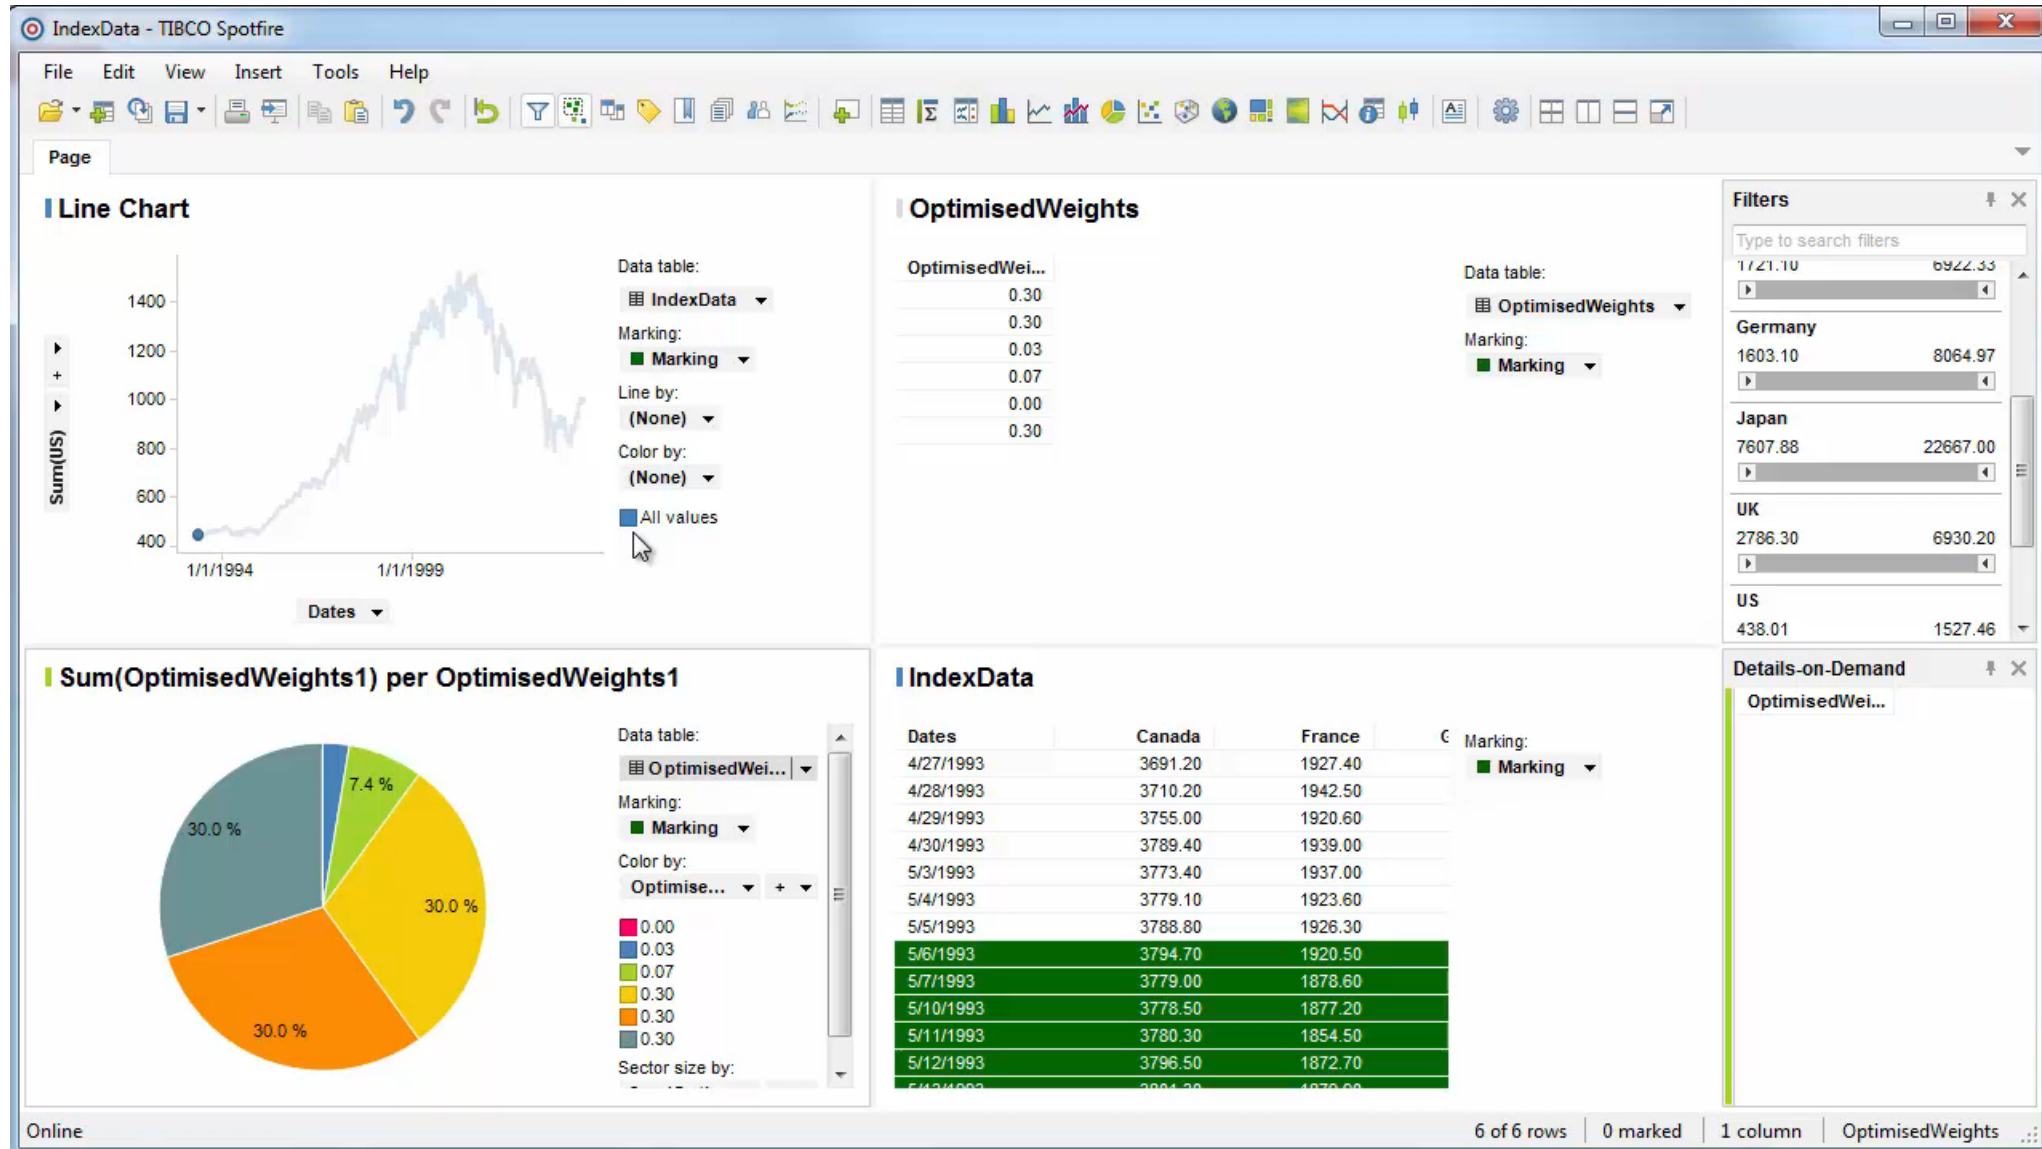 IndexData - TIBCO Spotfire
File Edit View Insert Tools Help
Page
Line Chart
1400
1200
1000
800
600
400
1/1/1994 1/1/1999
Sum(US)
+
Dates
Data table:
IndexData
Marking:
Marking
Line by:
(None)
Color by:
(None)
All values
OptimisedWeights
OptimisedWei...
0.30
0.30
0.03
0.07
0.00
0.30
Data table:
OptimisedWeights
Marking:
Marking
Filters
Type to search filters
1721.10 6922.33
Germany
1603.10 8064.97
Japan
7607.88 22667.00
UK
2786.30 6930.20
US
438.01 1527.46
Sum(OptimisedWeights1) per OptimisedWeights1
7.4 %
30.0 %
30.0 %
30.0 %
Data table:
OptimisedWei...
Marking:
Marking
Color by:
Optimise... +
0.00
0.03
0.07
0.30
0.30
0.30
Sector size by:
IndexData
Dates Canada France
4/27/1993 3691.20 1927.40
4/28/1993 3710.20 1942.50
4/29/1993 3755.00 1920.60
4/30/1993 3789.40 1939.00
5/3/1993 3773.40 1937.00
5/4/1993 3779.10 1923.60
5/5/1993 3788.80 1926.30
5/6/1993 3794.70 1920.50
5/7/1993 3779.00 1878.60
5/10/1993 3778.50 1877.20
5/11/1993 3780.30 1854.50
5/12/1993 3796.50 1872.70
Marking:
Marking
Details-on-Demand
OptimisedWei...
Online
6 of 6 rows 0 marked 1 column OptimisedWeights